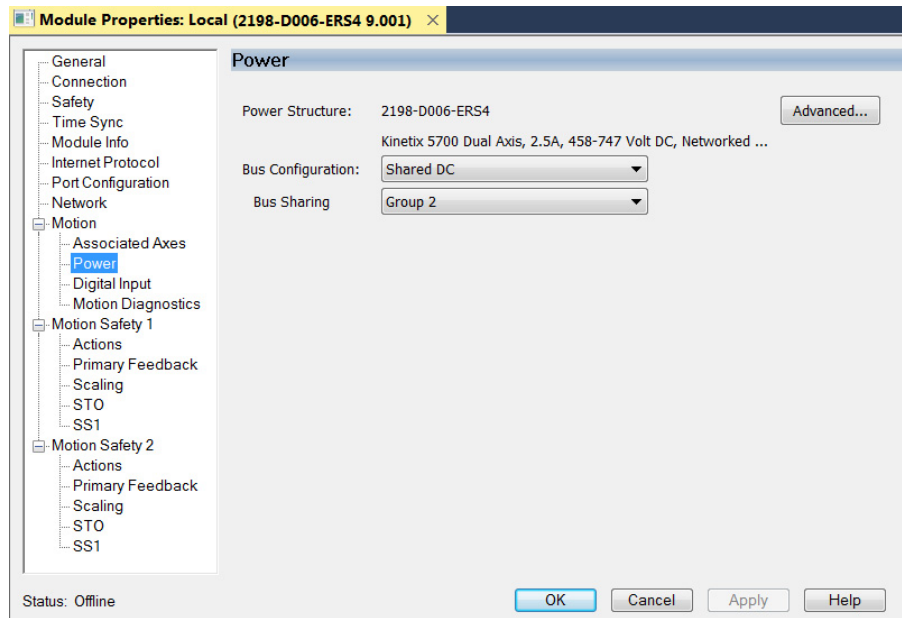 Module Properties: Local (2198-D006-ERS4 9.001)
General
Connection
Safety
Time Sync
Module Info
Internet Protocol
Port Configuration
Network
Motion
Associated Axes
Power
Digital Input
Motion Diagnostics
Motion Safety 1
Actions
Primary Feedback
Scaling
STO
SS1
Motion Safety 2
Actions
Primary Feedback
Scaling
STO
SS1
Power
Power Structure: 2198-D006-ERS4 Advanced...
Kinetix 5700 Dual Axis, 2.5A, 458-747 Volt DC, Networked ...
Bus Configuration: Shared DC
Bus Sharing Group 2
Status: Offline OK Cancel Apply Help